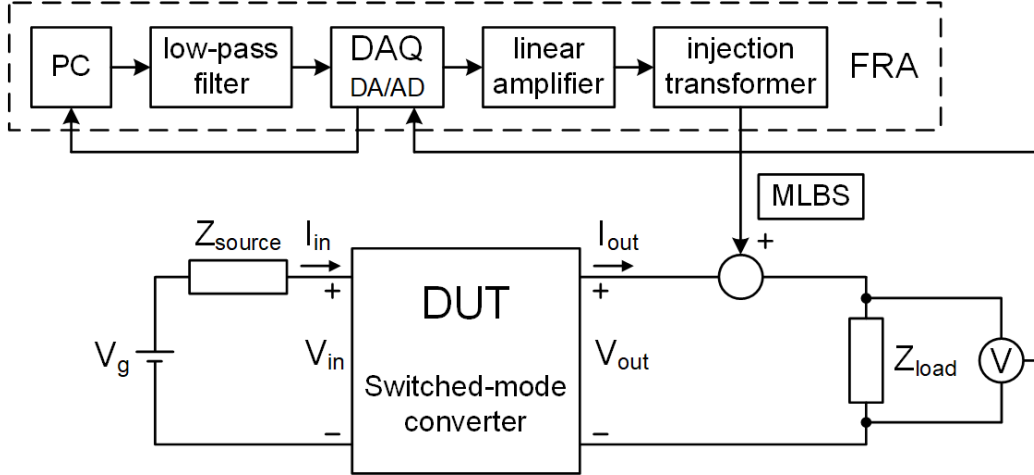 PC
low-pass
filter
DAQ
DA/AD
linear
amplifier
injection
transformer
FRA
MLBS
Z_source
I_in
I_out
+
+
+
DUT
V_g
V_in
V_out
Z_load
V
Switched-mode
converter
–
–